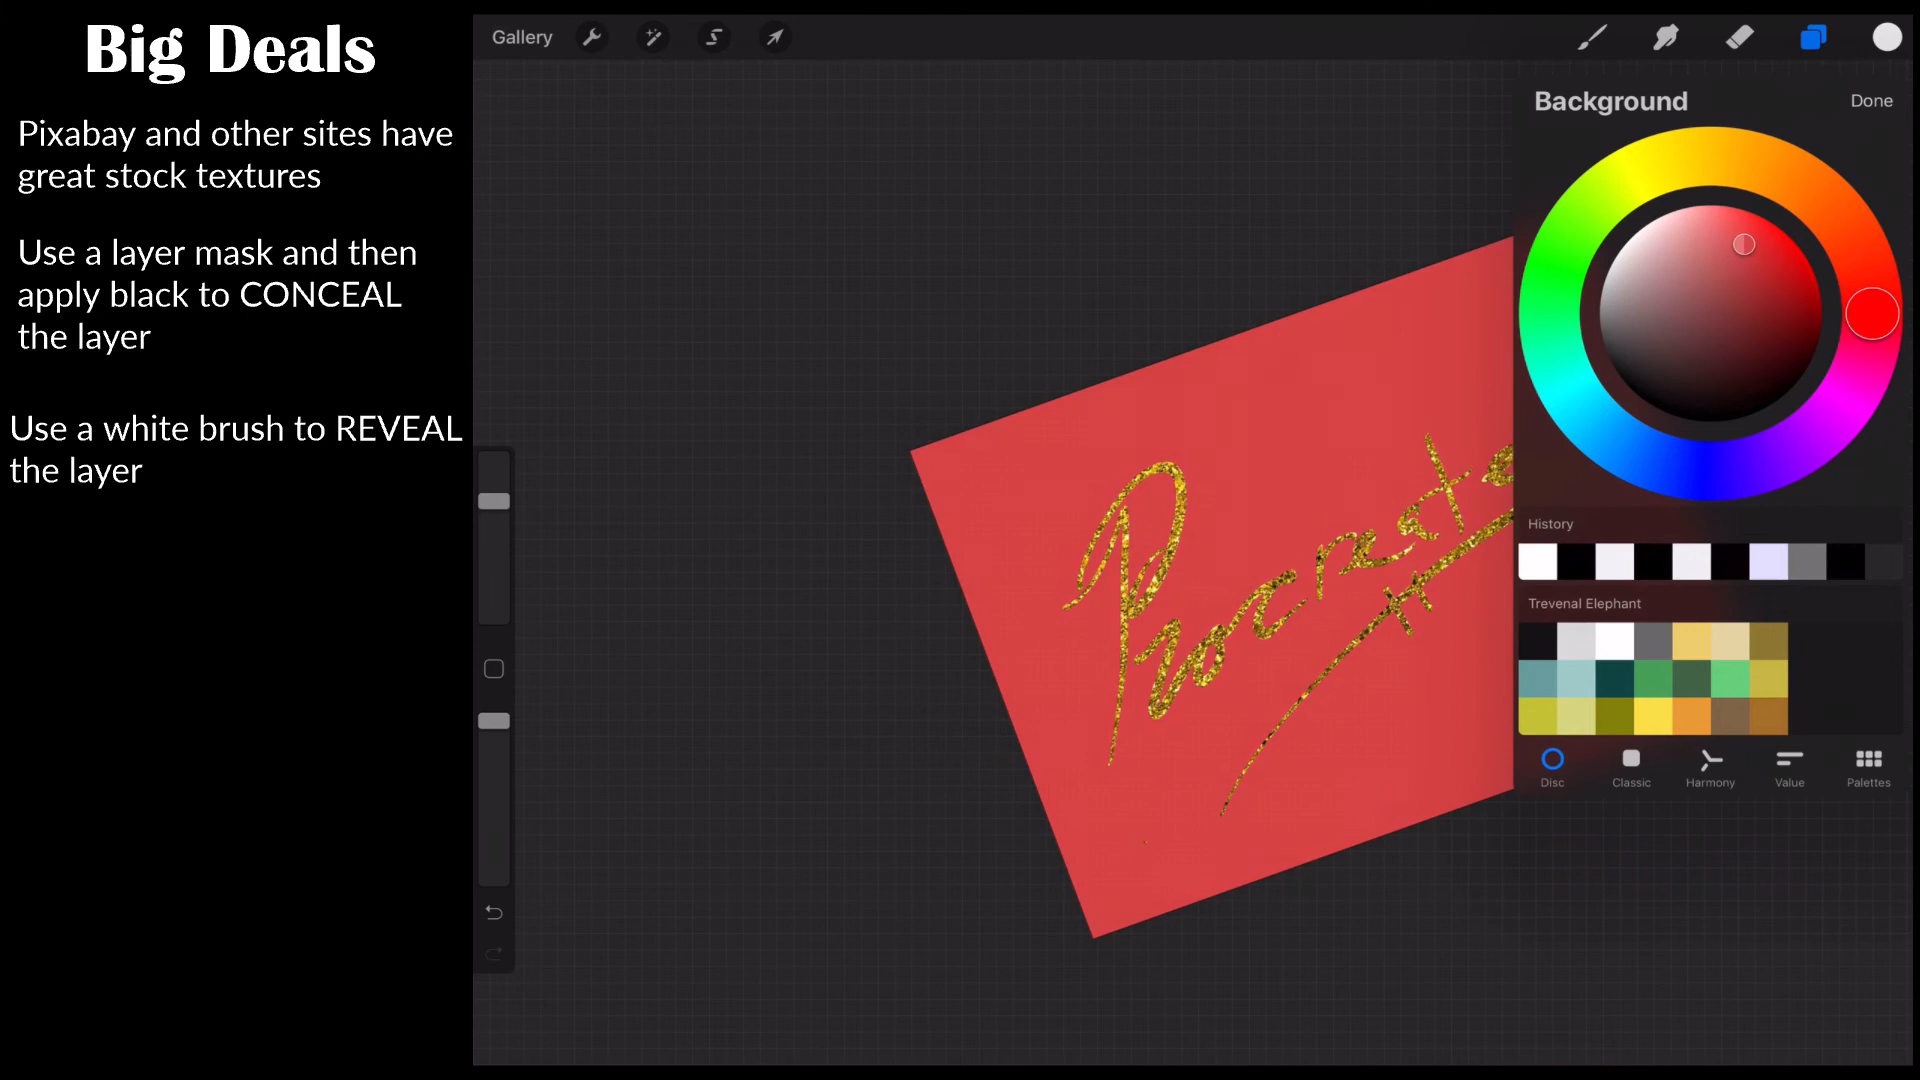 Big Deals
Pixabay and other sites have
great stock textures
Use a layer mask and then
apply black to CONCEAL
the layer
Use a white brush to REVEAL
the layer
Gallery
Background
Done
History
Trevenal Elephant
Disc
Classic
Harmony
Value
Palettes